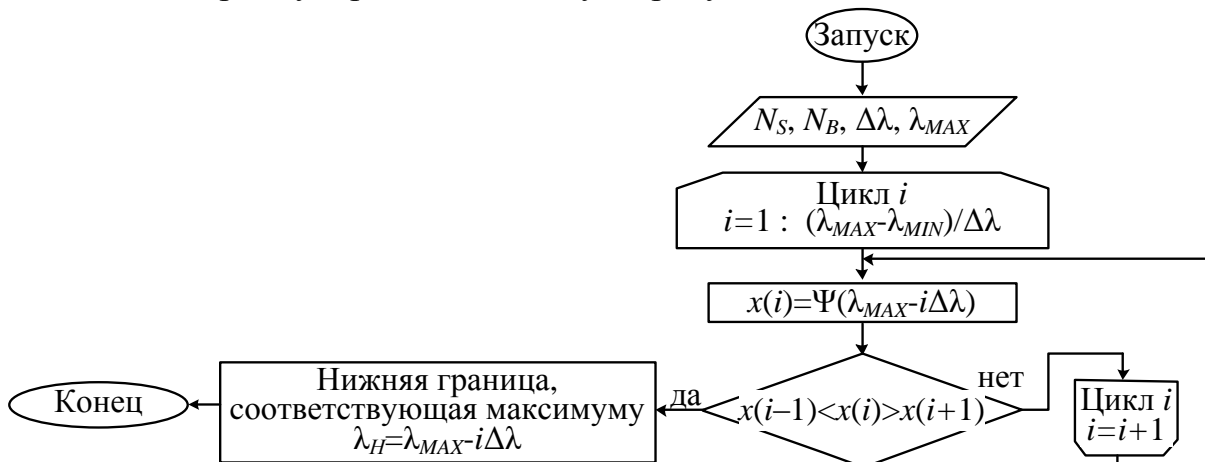 Запуск
N_S, N_B, Δλ, λ_MAX
Цикл i
i=1 : (λ_MAX-λ_MIN)/Δλ
x(i)=Ψ(λ_MAX-iΔλ)
x(i–1)<x(i)>x(i+1)
да
нет
Нижняя граница,
соответствующая максимуму
λ_H=λ_MAX-iΔλ
Конец
Цикл i
i=i+1